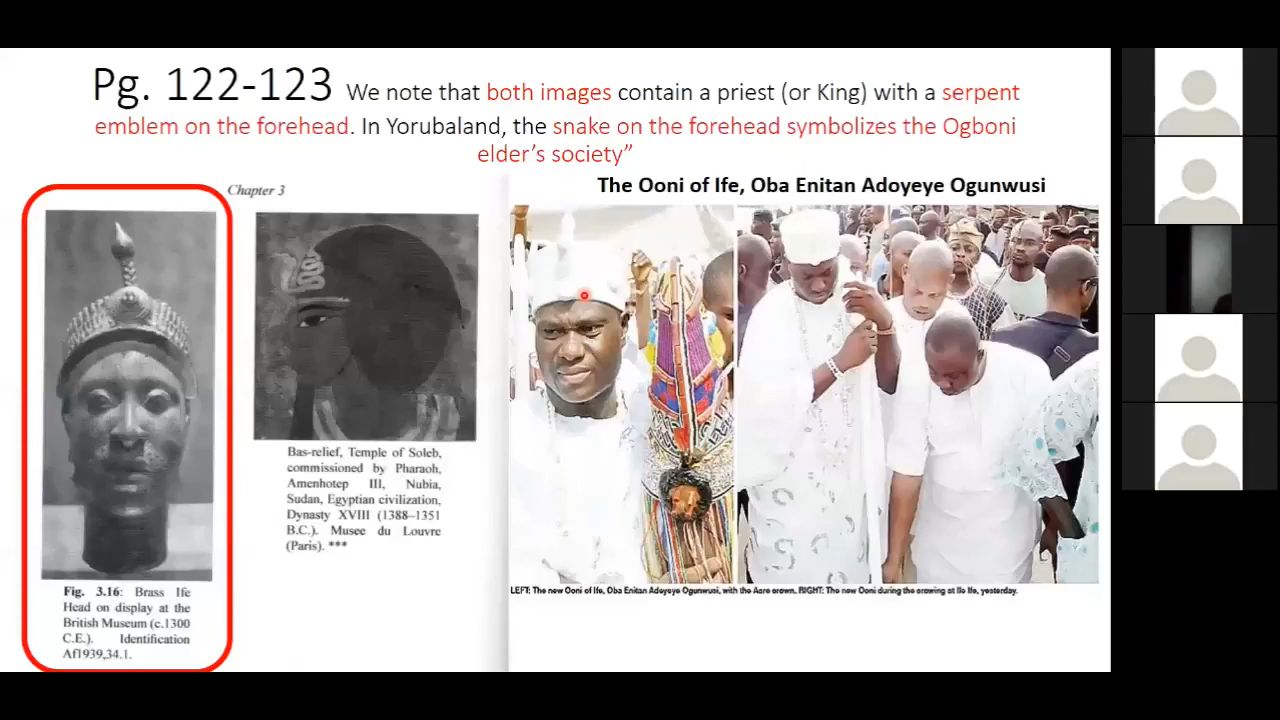 Pg. 122-123 We note that both images contain a priest (or King) with a serpent
emblem on the forehead. In Yorubaland, the snake on the forehead symbolizes the Ogboni
elder’s society”
Chapter 3
The Ooni of Ife, Oba Enitan Adoyeye Ogunwusi
Fig. 3.16: Brass Ife
Head on display at the
British Museum (c.1300
C.E.). Identification
Af1939,34.1.
Bas-relief, Temple of Soleb,
commissioned by Pharaoh,
Amenhotep III, Nubia,
Sudan, Egyptian civilization,
Dynasty XVIII (1388–1351
B.C.). Musee du Louvre
(Paris). ***
LEFT: The new Ooni of Ife, Oba Enitan Adeyeye Ogunwusi, with the Aare crown. RIGHT: The new Ooni during the crowning at Ile Ife, yesterday.